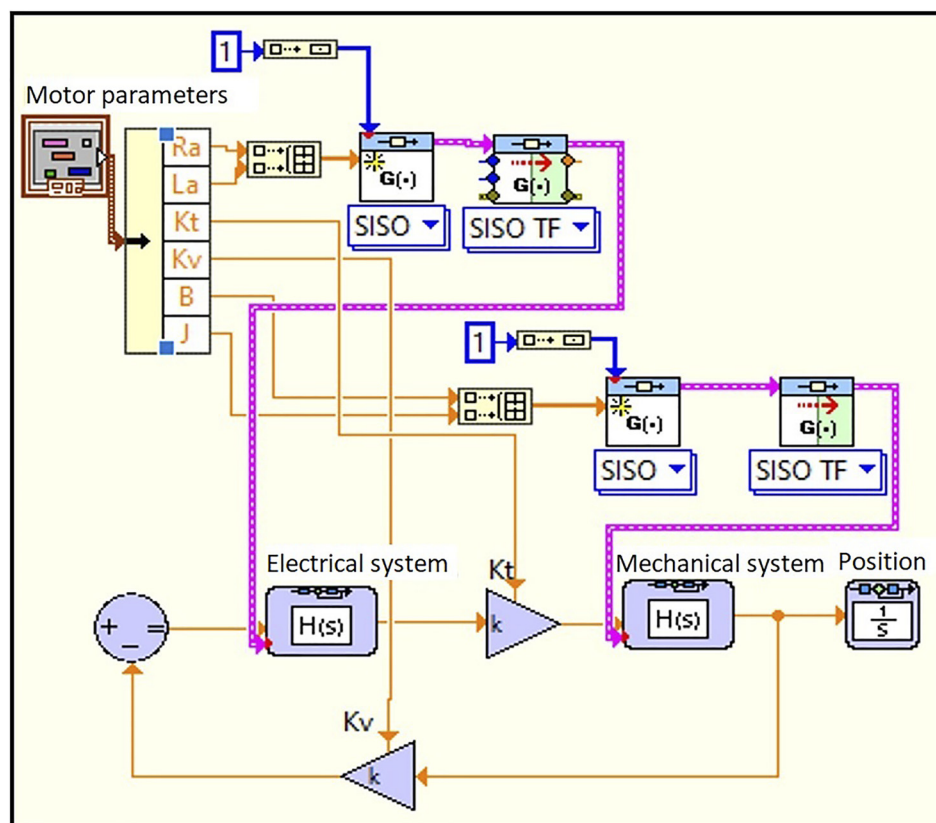 1
Motor parameters
Ra
La
Kt
Kv
B
J
G(•)
G(•)
SISO
SISO TF
1
G(•)
G(•)
SISO
SISO TF
Electrical system
Kt
Mechanical system
Position
+
=
−
H(s)
k
H(s)
1
S
Kv
k